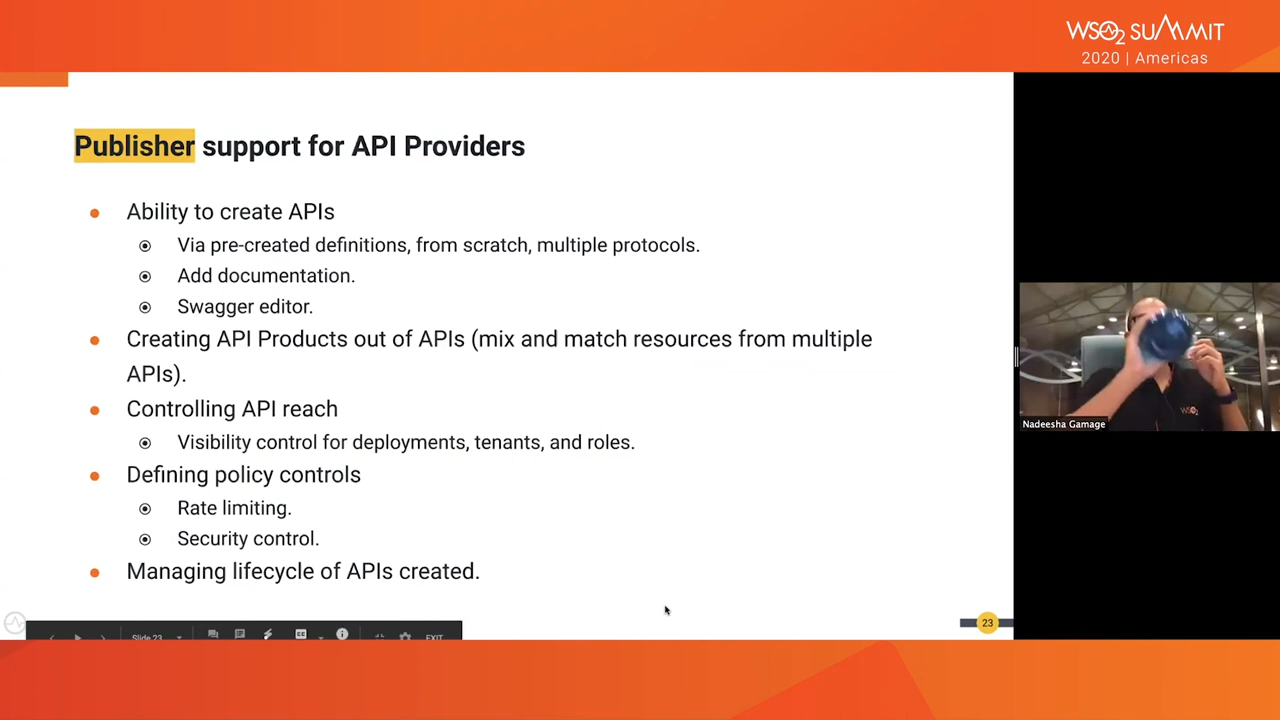 WSO2 SUMMIT
2020 | Americas
Publisher support for API Providers
Ability to create APIs
Via pre-created definitions, from scratch, multiple protocols.
Add documentation.
Swagger editor.
Creating API Products out of APIs (mix and match resources from multiple
APIs).
Controlling API reach
Visibility control for deployments, tenants, and roles.
Defining policy controls
Rate limiting.
Security control.
Managing lifecycle of APIs created.
WSO2
Nadeesha Gamage
Slide 23
CC
EXIT
23